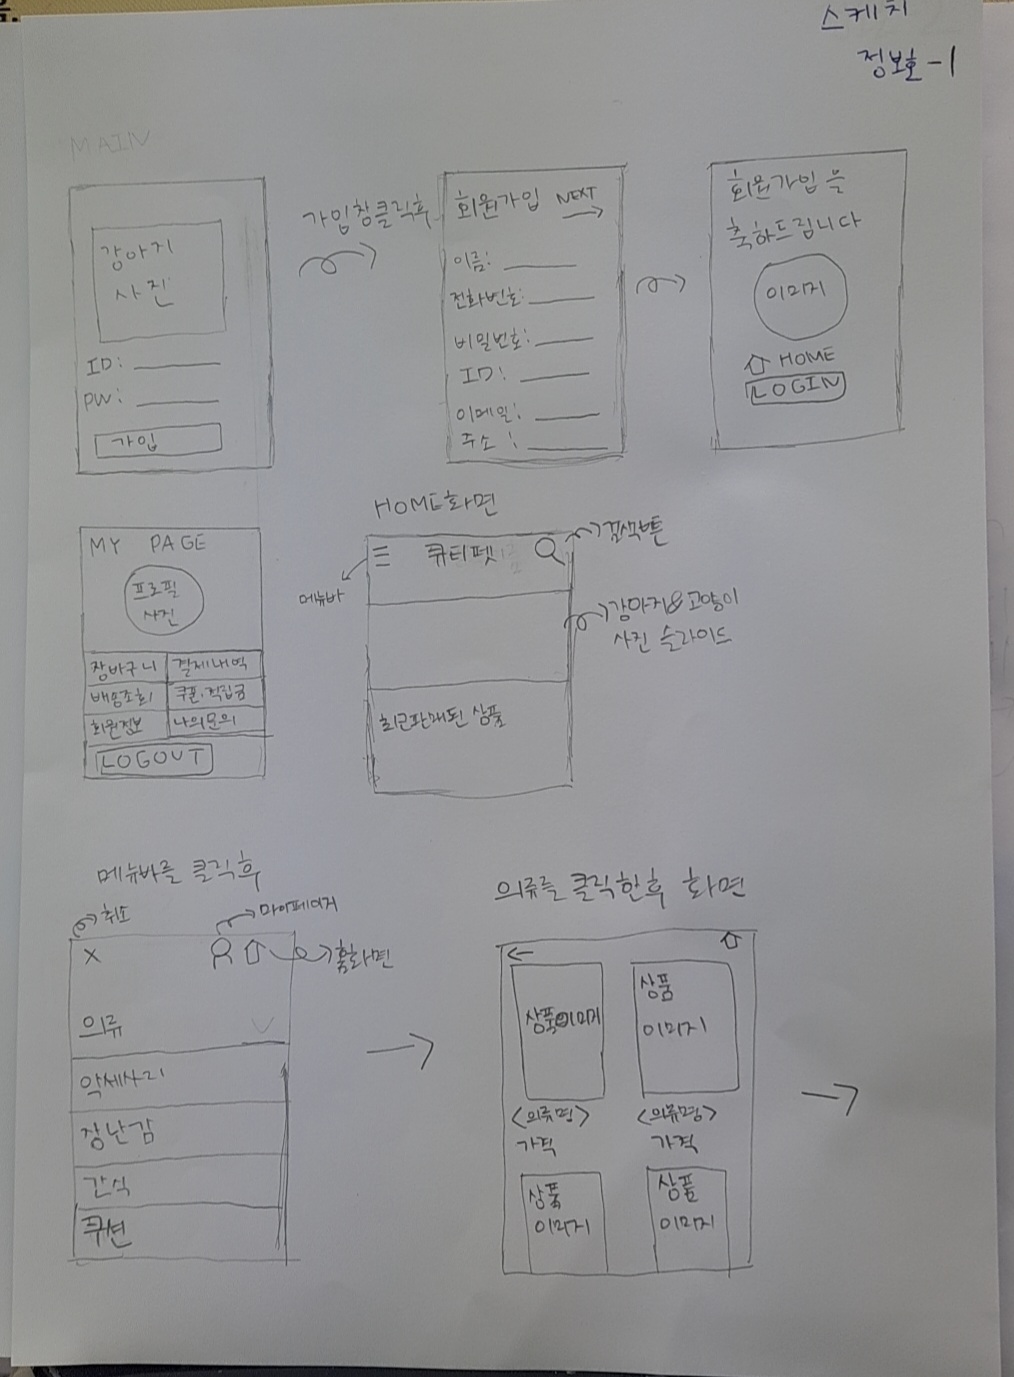 스케치
정보호-1
MAIN
강아지
사진
ID:
PW:
가입
가입창클릭후
회원가입 NEXT
이름:
전화번호:
비밀번호:
ID:
이메일:
주소 :
회원가입을
축하드립니다
이미지
HOME
LOGIN
MY PAGE
프로필
사진
장바구니 결제내역
배송조회 쿠폰·적립금
회원정보 나의문의
LOGOUT
HOME화면
메뉴바
큐티펫
검색버튼
강아지&고양이
사진 슬라이드
최근판매된 상품
메뉴바를 클릭후
취소
마이페이지
X
홈화면
의류
악세사리
장난감
간식
쿠션
의류를 클릭한후 화면
상품이미지
상품
이미지
<의류명>
가격
<의류명>
가격
상품
이미지
상품
이미지